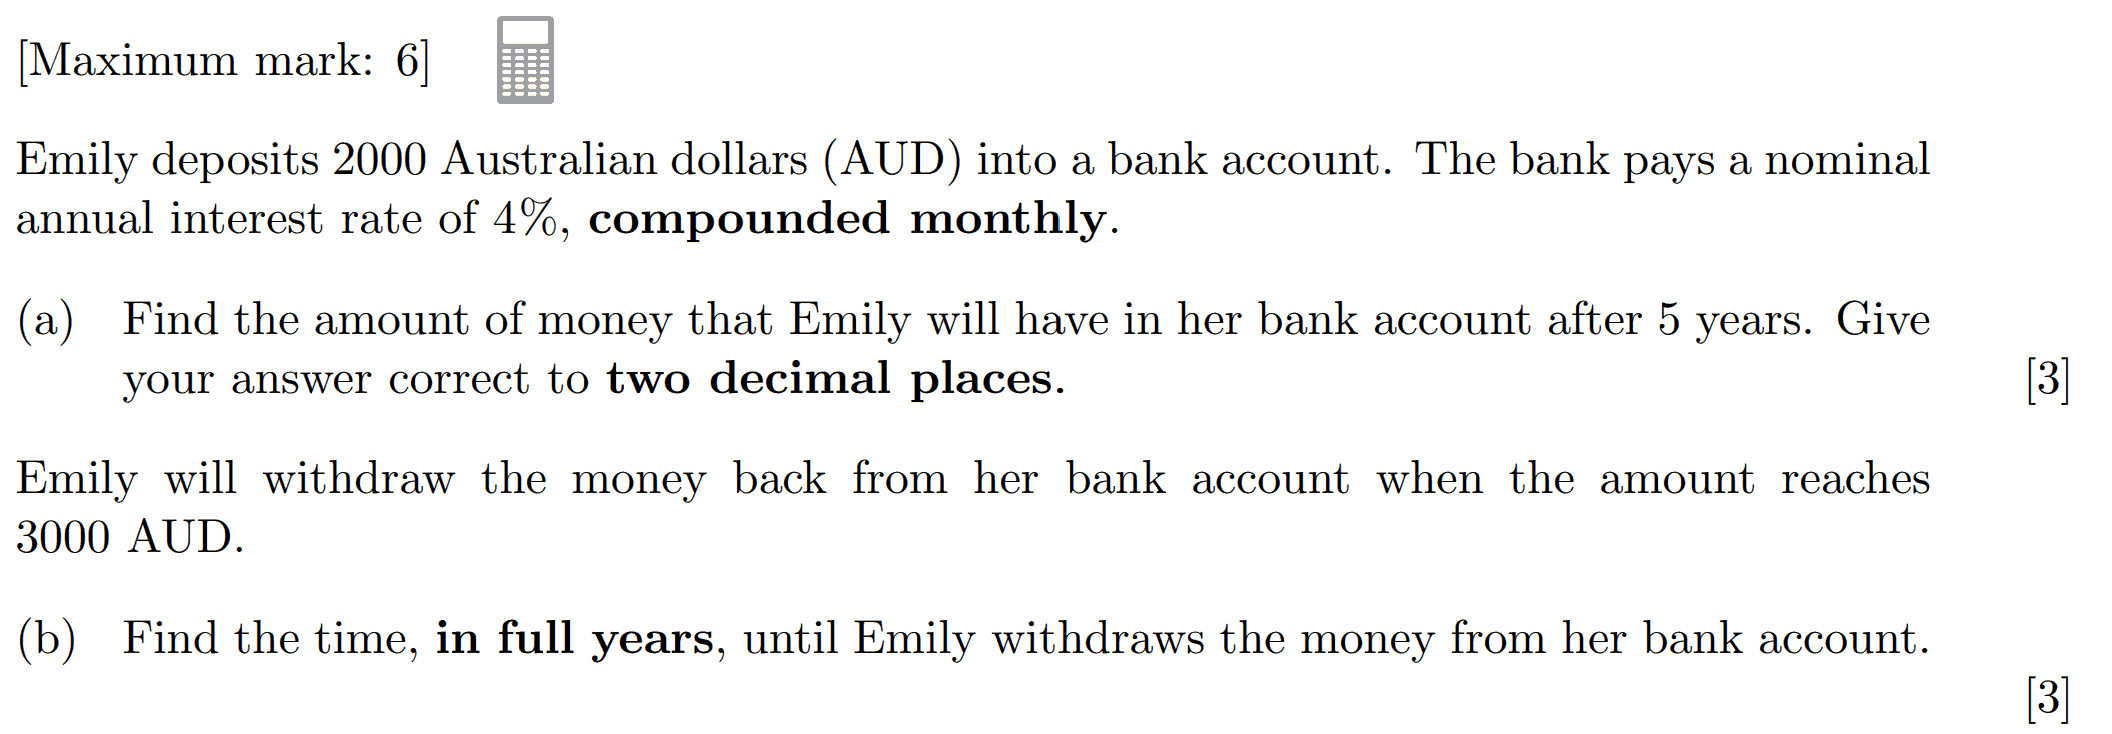 [Maximum mark: 6]
Emily deposits 2000 Australian dollars (AUD) into a bank account. The bank pays a nominal
annual interest rate of 4%, compounded monthly.
(a) Find the amount of money that Emily will have in her bank account after 5 years. Give
your answer correct to two decimal places. [3]
Emily will withdraw the money back from her bank account when the amount reaches
3000 AUD.
(b) Find the time, in full years, until Emily withdraws the money from her bank account.
[3]